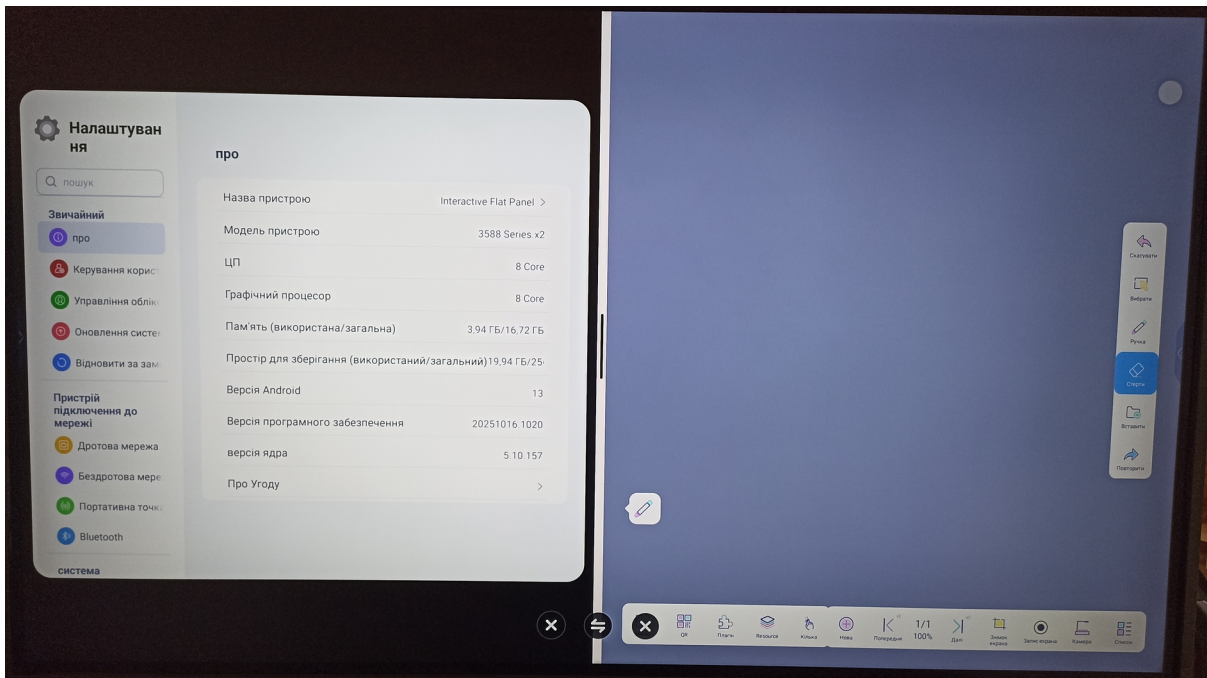 Налаштуван
ня
пошук
Звичайний
про
Керування корис
Управління облік
Оновлення систе
Відновити за зам
Пристрій
підключення до
мережі
Дротова мережа
Бездротова мере
Портативна точк
Bluetooth
система
про
Назва пристрою Interactive Flat Panel
Модель пристрою 3588 Series x2
ЦП 8 Core
Графічний процесор 8 Core
Пам'ять (використана/загальна) 3,94 ГБ/16,72 ГБ
Простір для зберігання (використаний/загальний) 19,94 ГБ/25
Версія Android 13
Версія програмного забезпечення 20251016.1020
версія ядра 5.10.157
Про Угоду
Скасувати
Вибрати
Ручка
Стерти
Вставити
Повторити
QR
Плагін
Resource
Кілька
Нова
Попередня
1/1
100%
Далі
Знімок
екрана
Запис екрана
Камера
Список